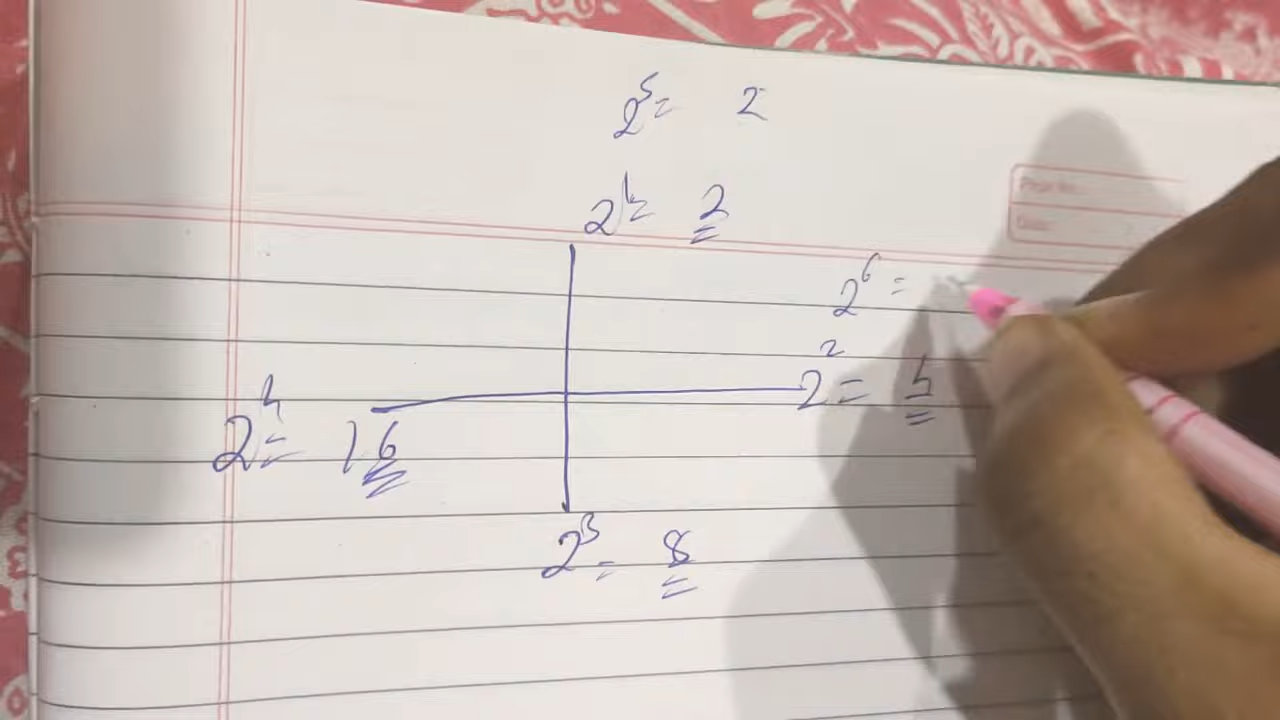 2⁵ = 2
2¹ = 2
2⁶ =
2² = 4
2⁴ = 16
2³ = 8